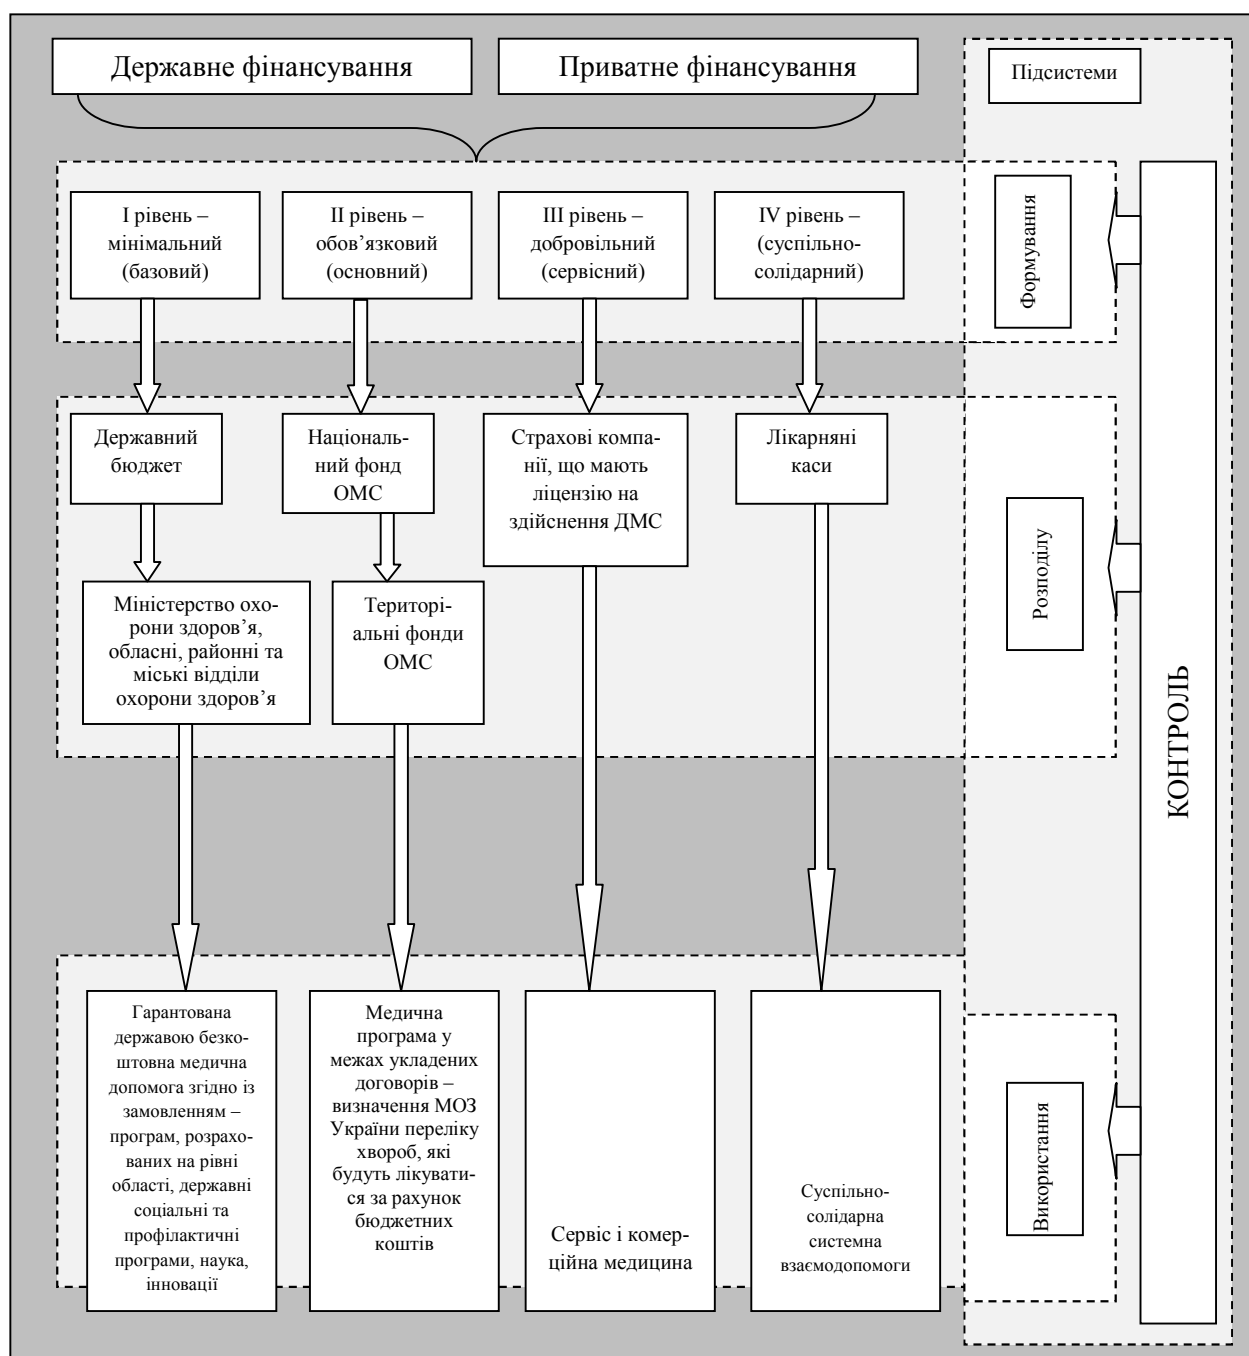 Державне фінансування
Приватне фінансування
Підсистеми
І рівень –
мінімальний
(базовий)
ІІ рівень –
обов’язковий
(основний)
ІІІ рівень –
добровільний
(сервісний)
IV рівень –
(суспільно-
солідарний)
Формування
Державний
бюджет
Національ-
ний фонд
ОМС
Страхові компа-
нії, що мають
ліцензію на
здійснення ДМС
Лікарняні
каси
Розподілу
Міністерство охо-
рони здоров’я,
обласні, районні та
міські відділи
охорони здоров’я
Територі-
альні фонди
ОМС
КОНТРОЛЬ
Гарантована
державою безко-
штовна медична
допомога згідно із
замовленням –
програм, розрахо-
ваних на рівні
області, державні
соціальні та
профілактичні
програми, наука,
інновації
Медична
програма у
межах укладених
договорів –
визначення МОЗ
України переліку
хвороб, які
будуть лікувати-
ся за рахунок
бюджетних
коштів
Сервіс і комер-
ційна медицина
Суспільно-
солідарна
системна
взаємодопомоги
Використання